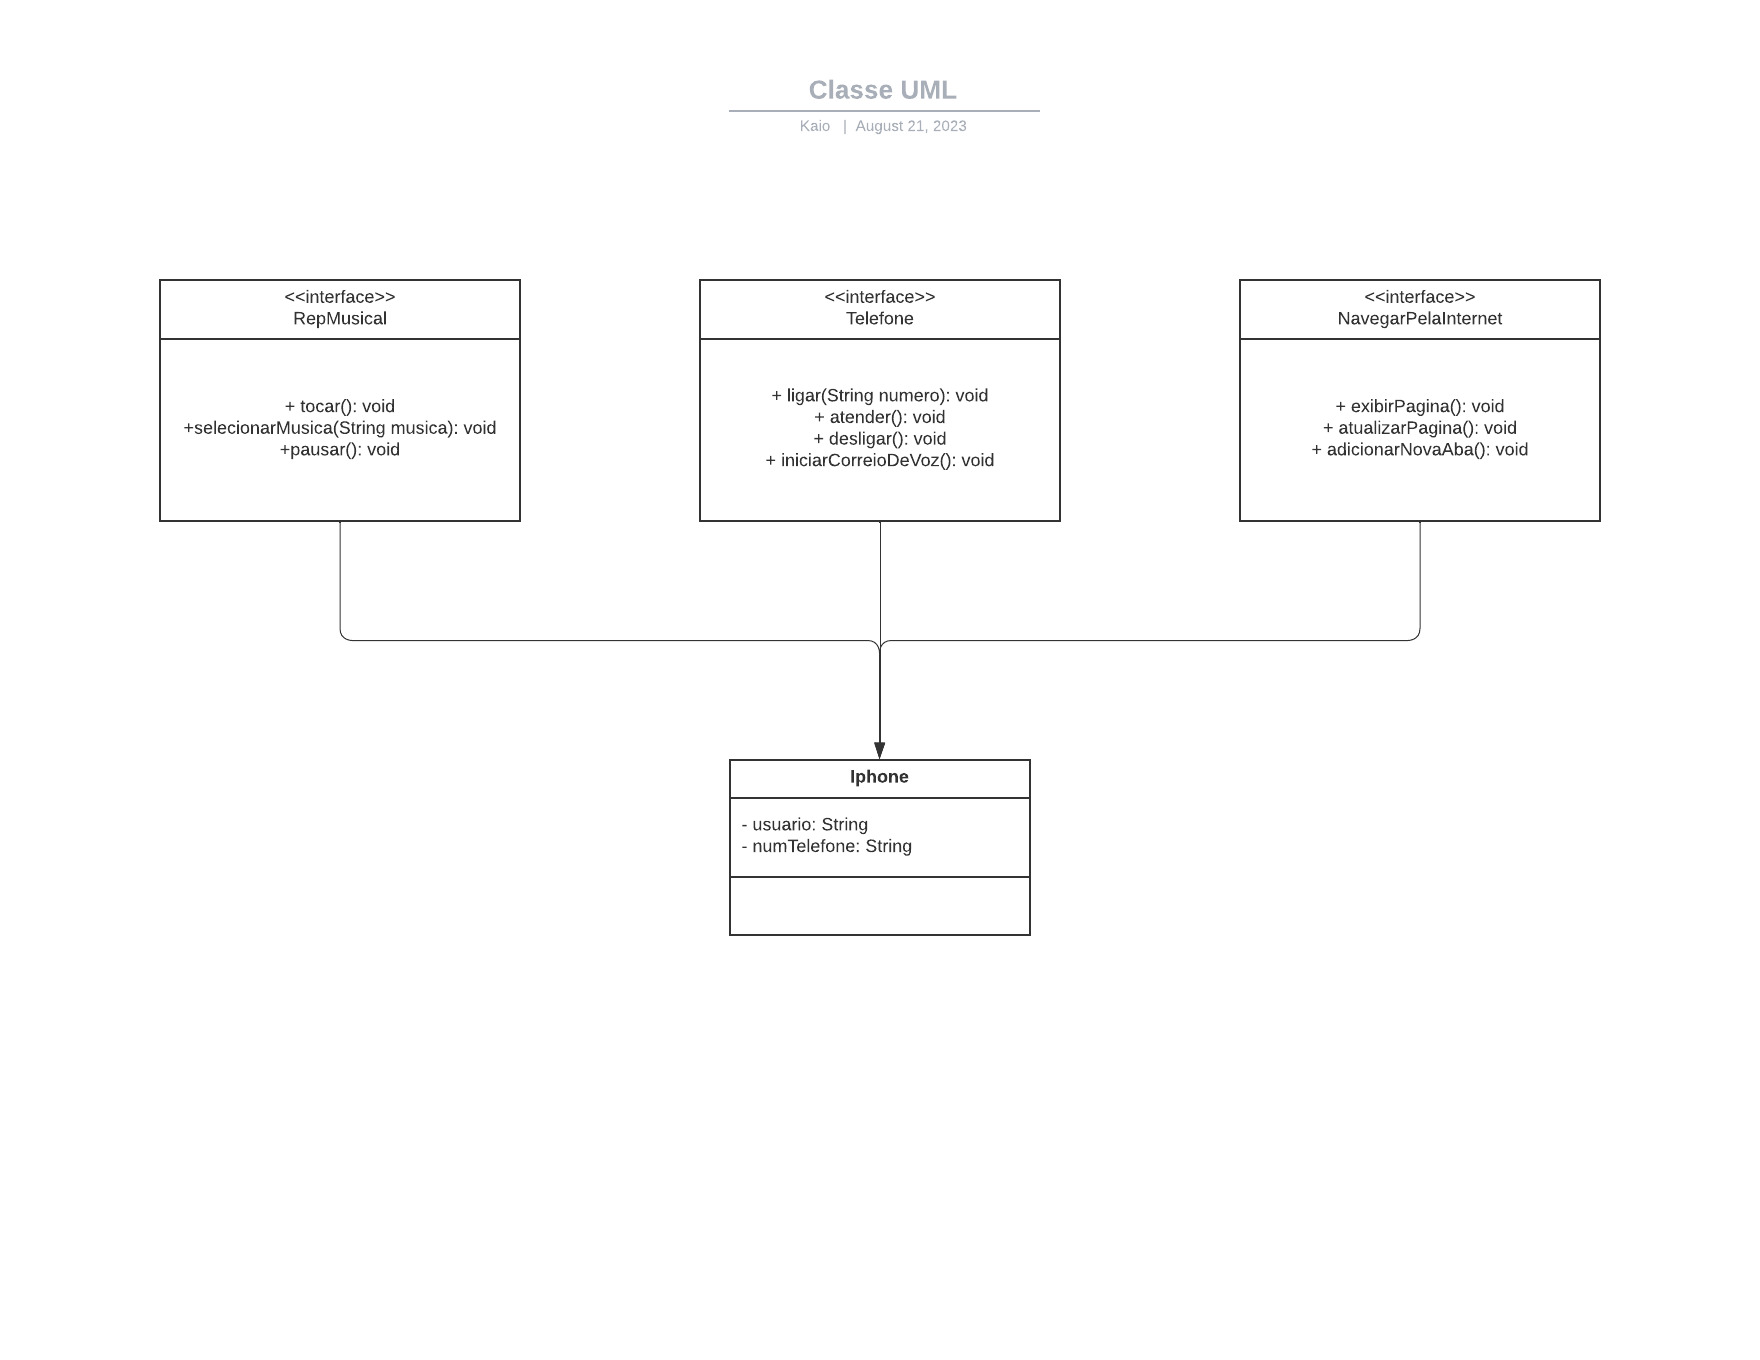 Classe UML
Kaio | August 21, 2023
<<interface>>
RepMusical
+ tocar(): void
+selecionarMusica(String musica): void
+pausar(): void
<<interface>>
Telefone
+ ligar(String numero): void
+ atender(): void
+ desligar(): void
+ iniciarCorreioDeVoz(): void
<<interface>>
NavegarPelaInternet
+ exibirPagina(): void
+ atualizarPagina(): void
+ adicionarNovaAba(): void
Iphone
- usuario: String
- numTelefone: String